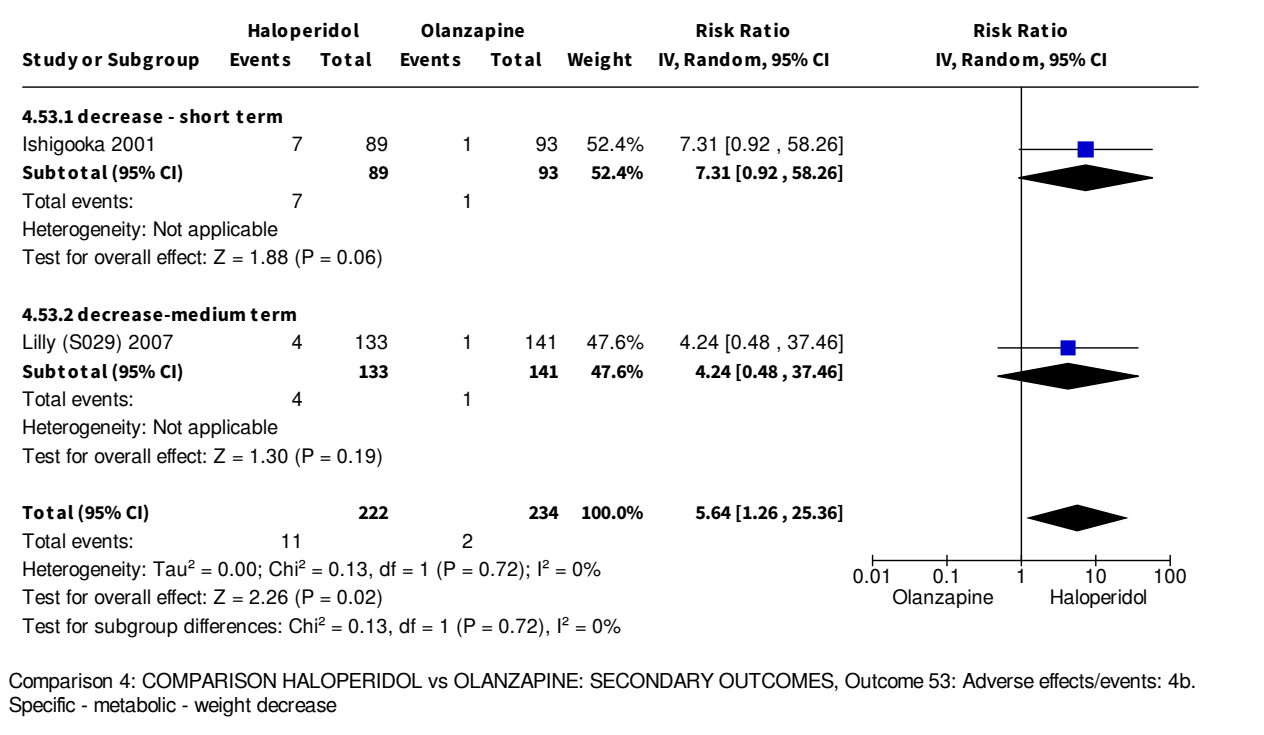 Haloperidol Olanzapine Risk Ratio Risk Ratio
Study or Subgroup Events Total Events Total Weight IV, Random, 95% CI IV, Random, 95% CI
4.53.1 decrease - short term
Ishigooka 2001 7 89 1 93 52.4% 7.31 [0.92 , 58.26]
Subtotal (95% CI) 89 93 52.4% 7.31 [0.92 , 58.26]
Total events: 7 1
Heterogeneity: Not applicable
Test for overall effect: Z = 1.88 (P = 0.06)
4.53.2 decrease-medium term
Lilly (S029) 2007 4 133 1 141 47.6% 4.24 [0.48 , 37.46]
Subtotal (95% CI) 133 141 47.6% 4.24 [0.48 , 37.46]
Total events: 4 1
Heterogeneity: Not applicable
Test for overall effect: Z = 1.30 (P = 0.19)
Total (95% CI) 222 234 100.0% 5.64 [1.26 , 25.36]
Total events: 11 2
Heterogeneity: Tau² = 0.00; Chi² = 0.13, df = 1 (P = 0.72); I² = 0%
0.01 0.1 1 10 100
Test for overall effect: Z = 2.26 (P = 0.02)
Olanzapine Haloperidol
Test for subgroup differences: Chi² = 0.13, df = 1 (P = 0.72), I² = 0%
Comparison 4: COMPARISON HALOPERIDOL vs OLANZAPINE: SECONDARY OUTCOMES, Outcome 53: Adverse effects/events: 4b.
Specific - metabolic - weight decrease